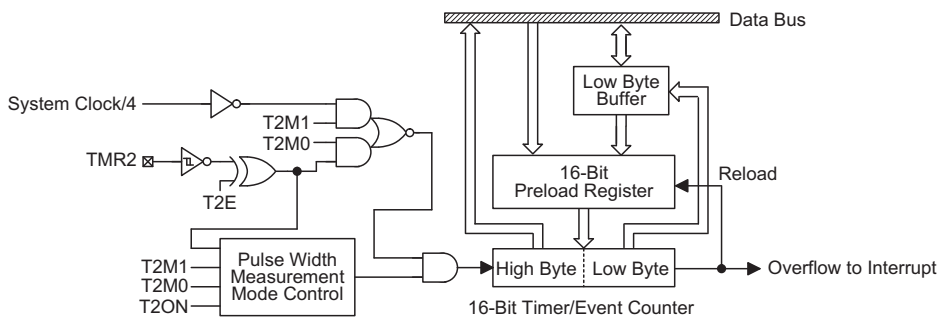 Data Bus
System Clock/4
T2M1
T2M0
TMR2
T2E
Low Byte
Buffer
16-Bit
Preload Register
Reload
T2M1
T2M0
T2ON
Pulse Width
Measurement
Mode Control
High Byte
Low Byte
Overflow to Interrupt
16-Bit Timer/Event Counter